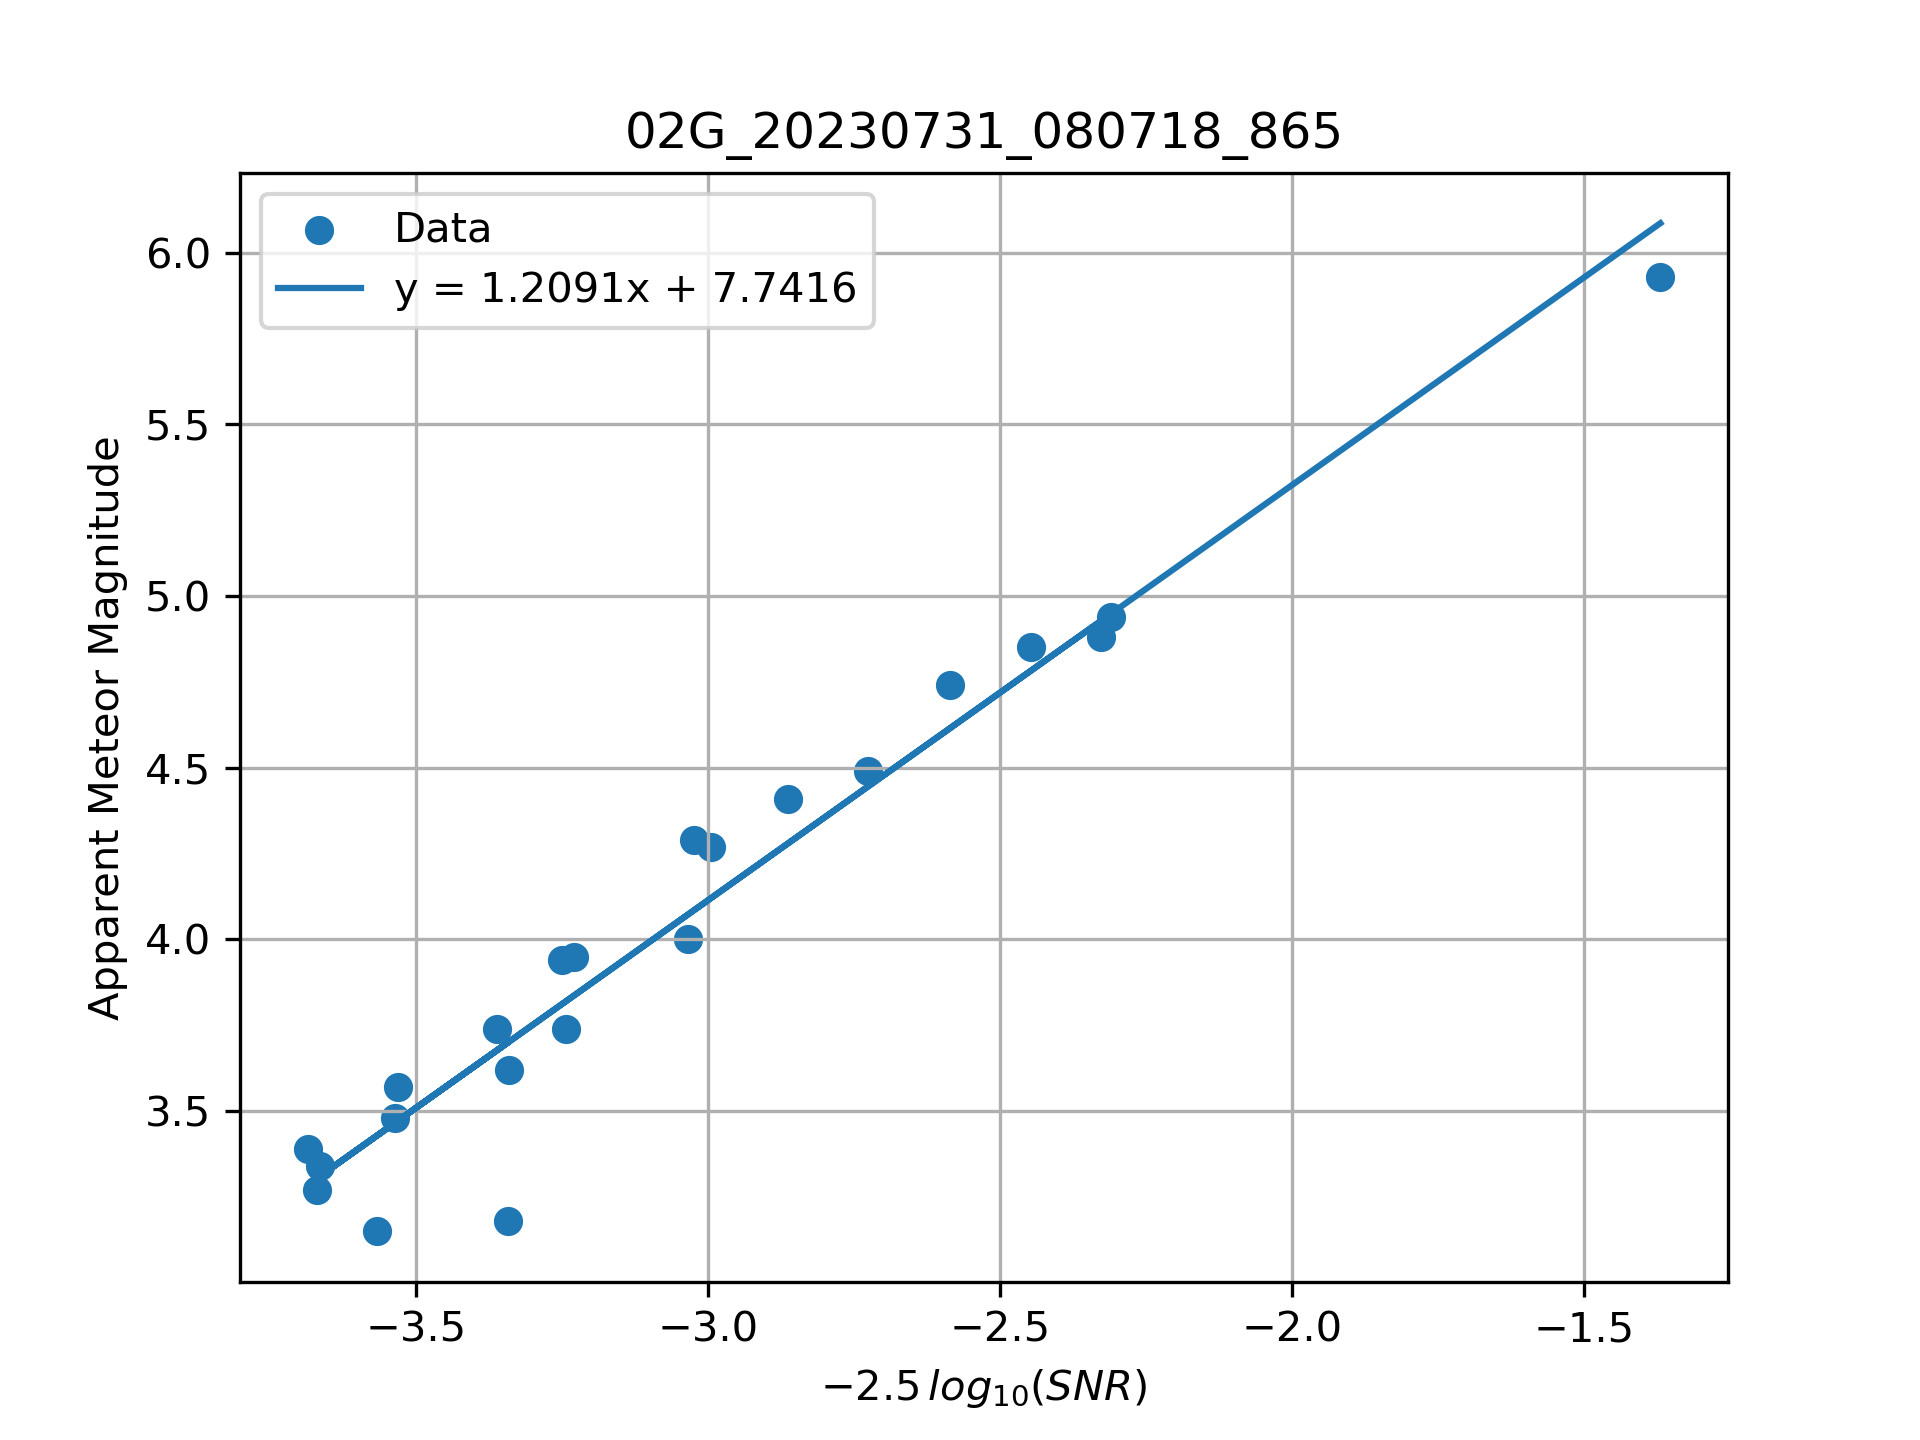 02G_20230731_080718_865
Data
y = 1.2091x + 7.7416
6.0
5.5
5.0
4.5
4.0
3.5
Apparent Meteor Magnitude
−3.5 −3.0 −2.5 −2.0 −1.5
−2.5 log₁₀(SNR)